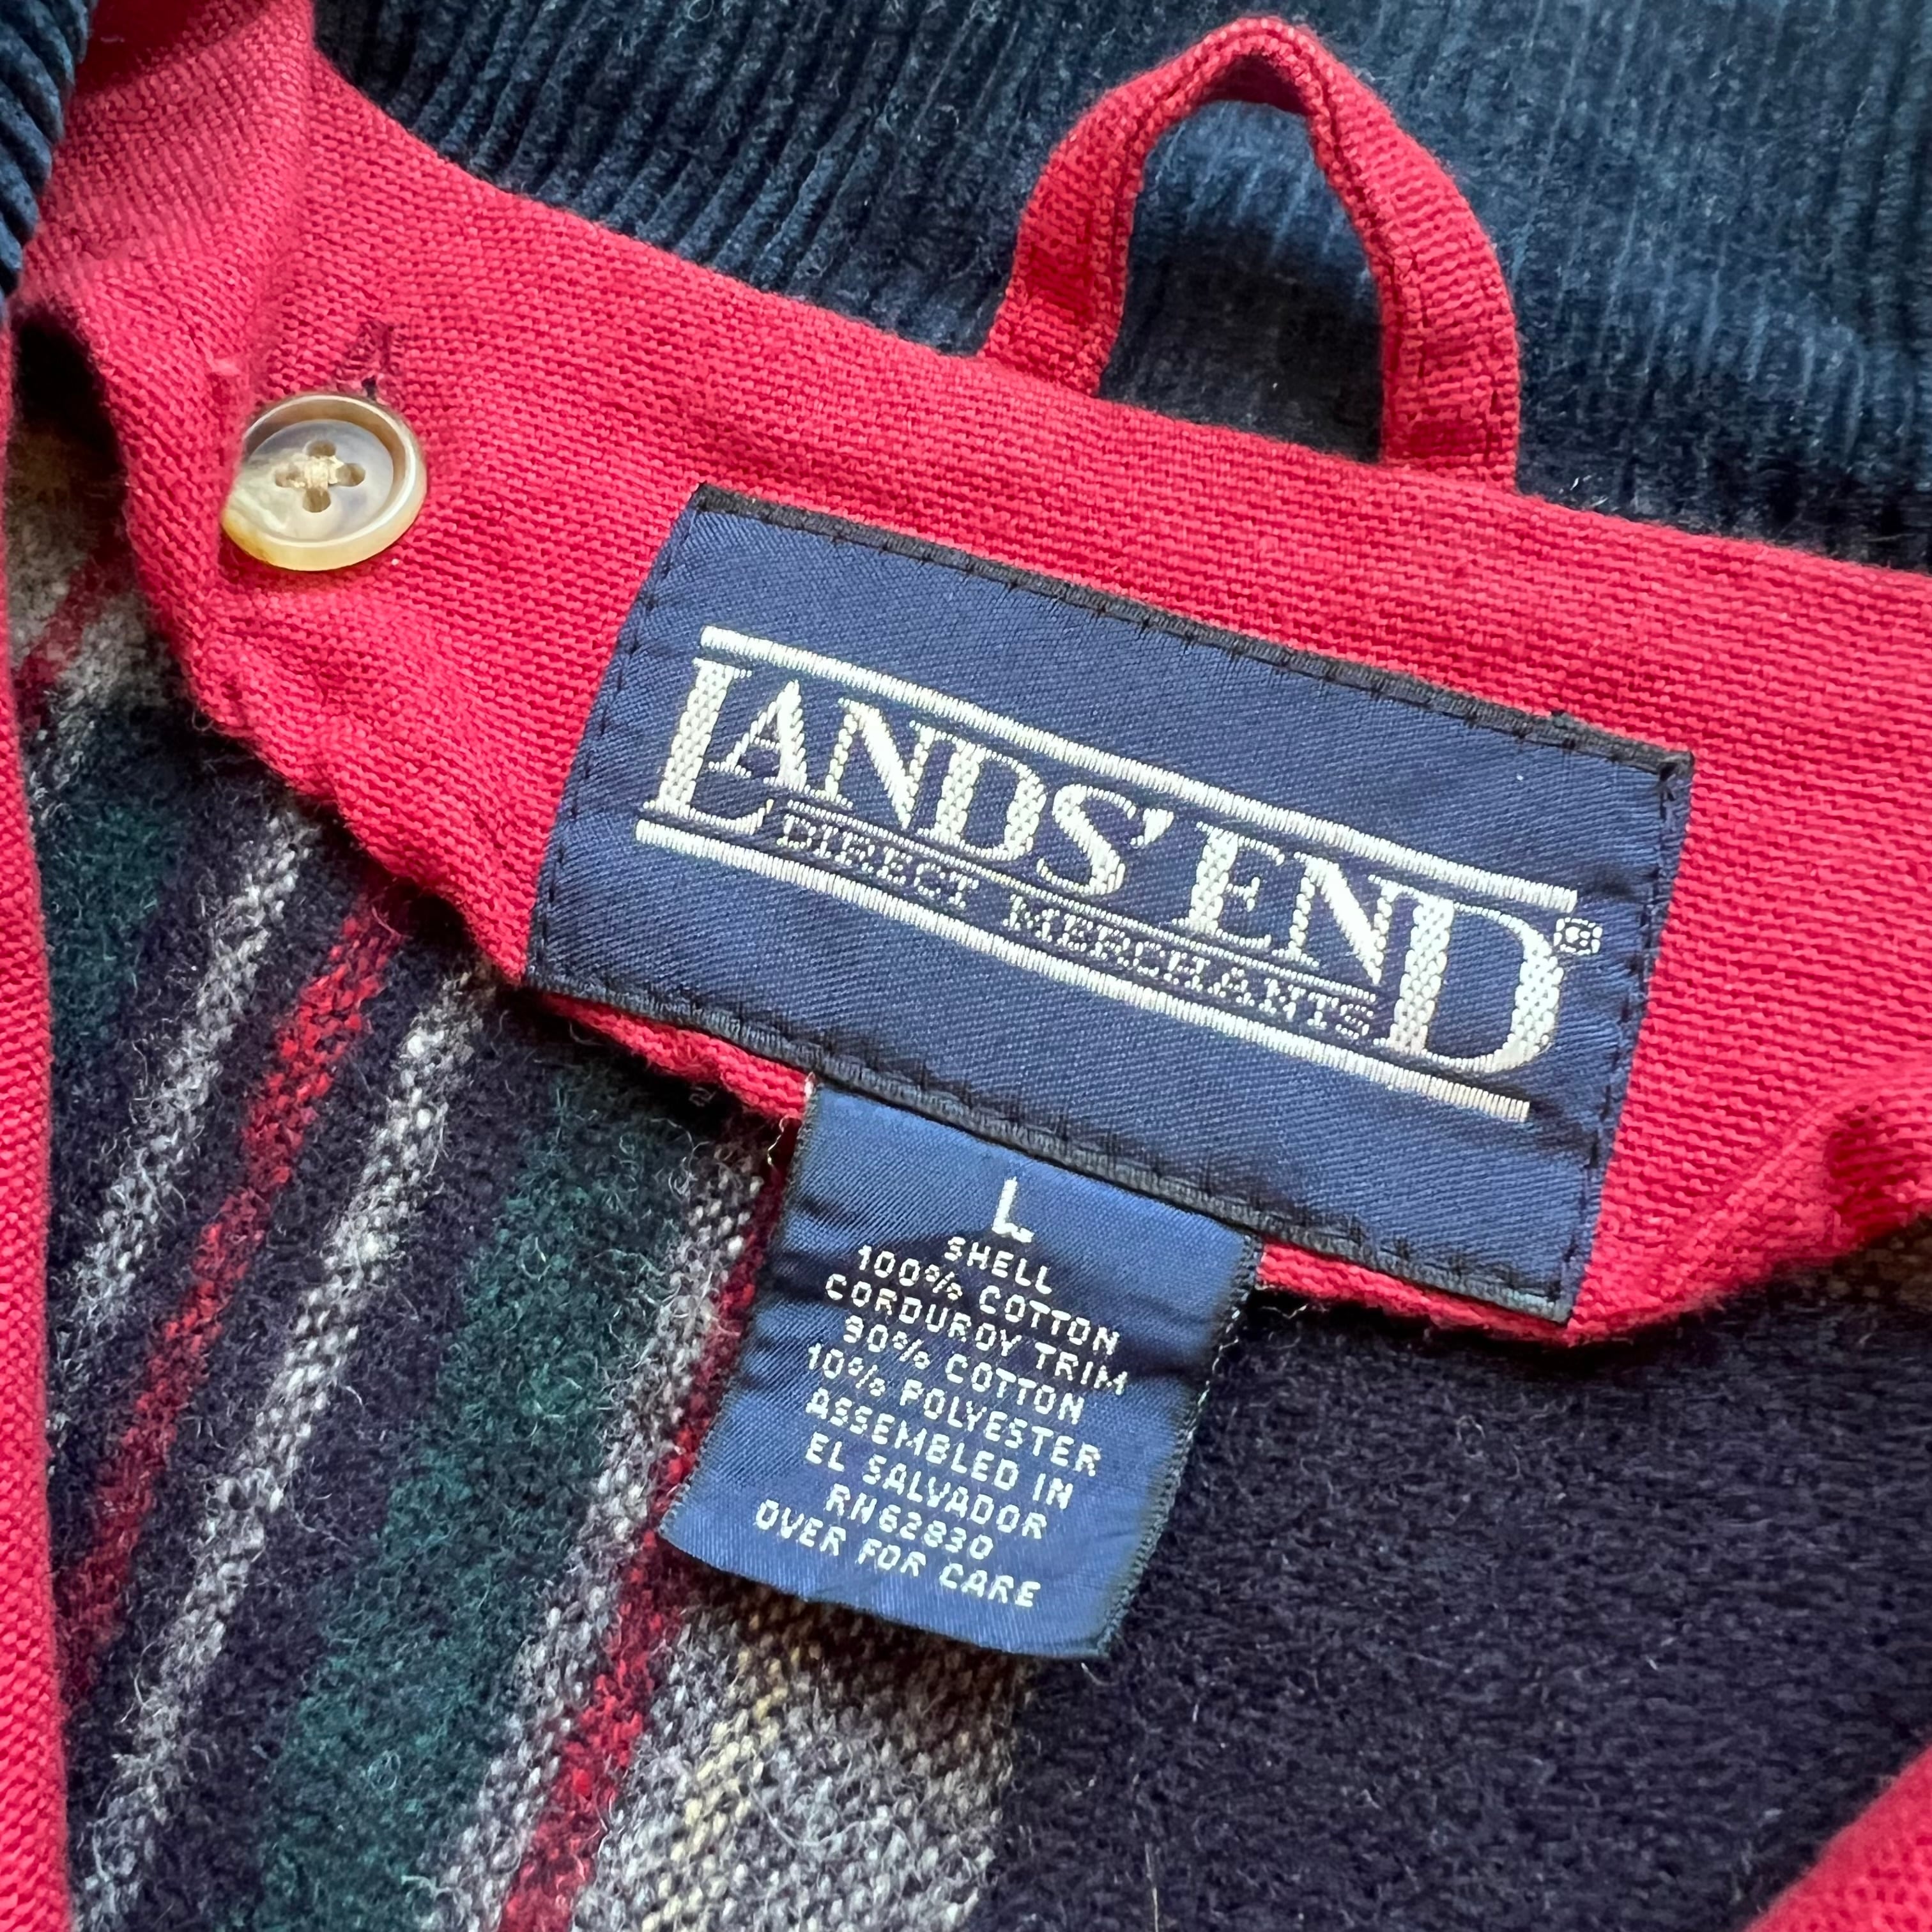 LANDS' END®
DIRECT MERCHANTS
L
SHELL
100% COTTON
CORDUROY TRIM
90% COTTON
10% POLYESTER
ASSEMBLED IN
EL SALVADOR
RN62830
OVER FOR CARE